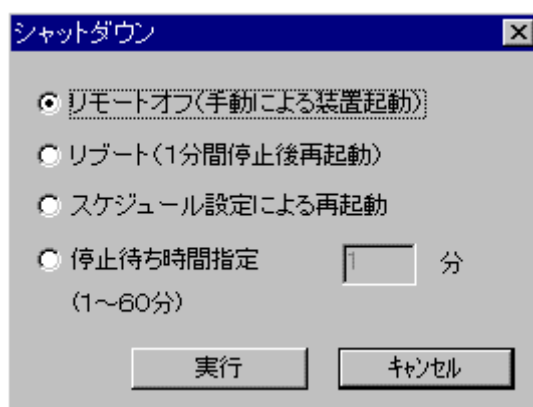 シャットダウン
リモートオフ(手動による装置起動)
リブート(1分間停止後再起動)
スケジュール設定による再起動
停止待ち時間指定 1 分
(1～60分)
実行 ｷｬﾝｾﾙ